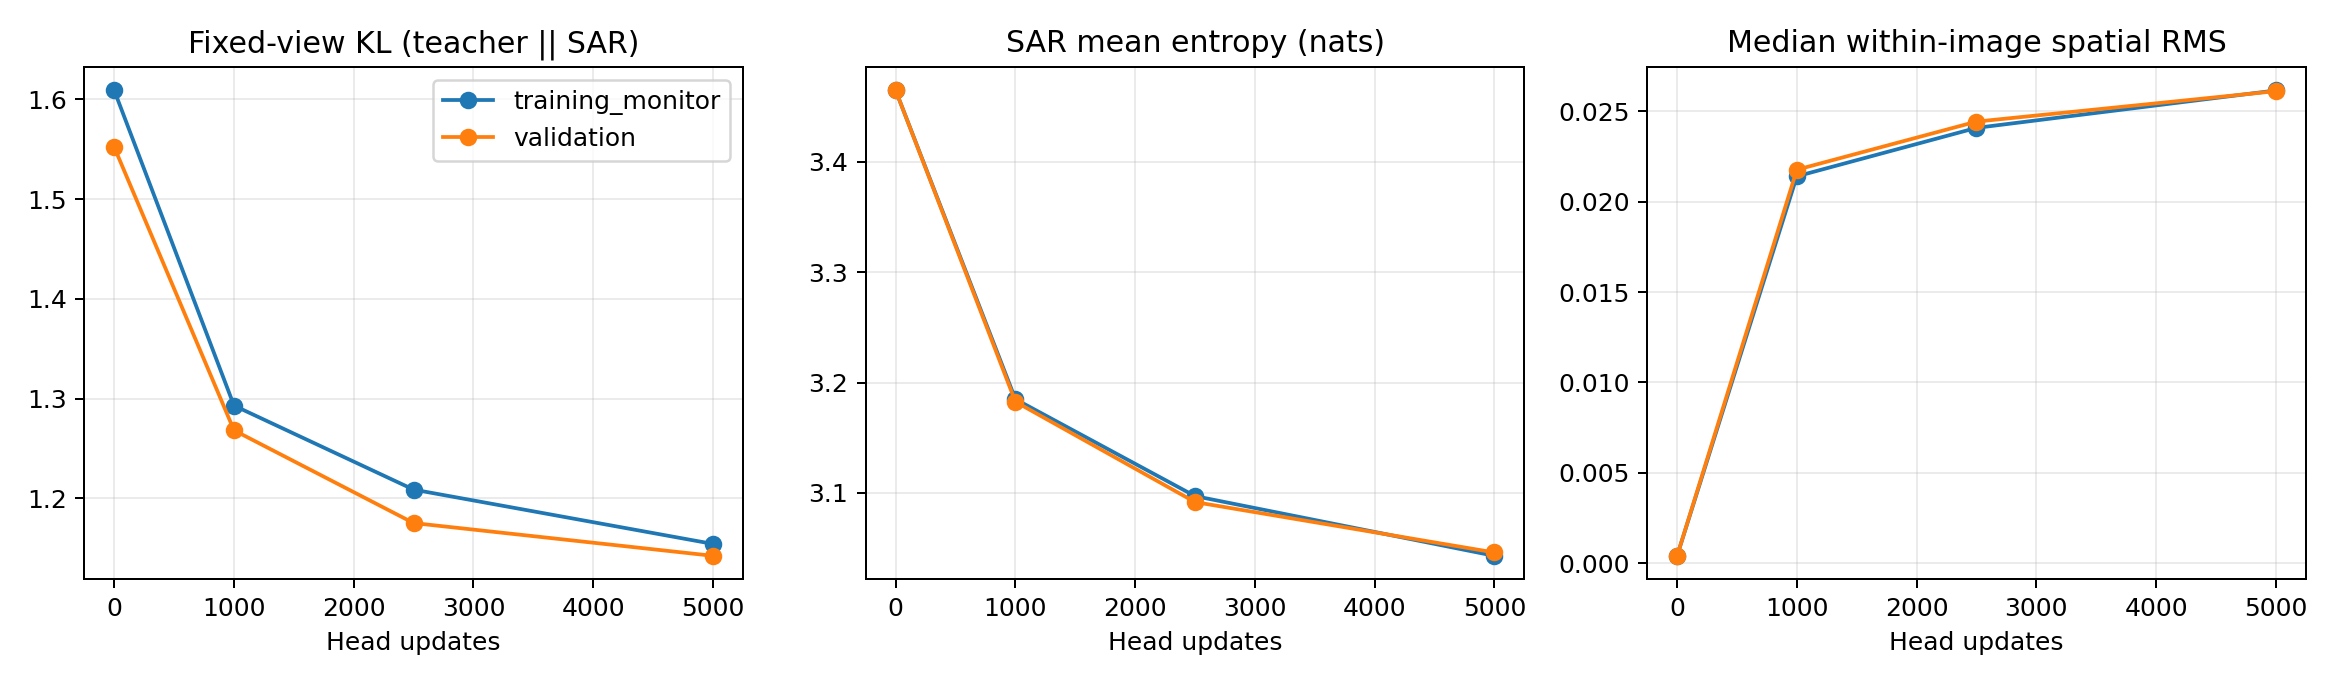 Fixed-view KL (teacher || SAR)
1.6
1.5
1.4
1.3
1.2
training_monitor
validation
0 1000 2000 3000 4000 5000
Head updates
SAR mean entropy (nats)
3.4
3.3
3.2
3.1
0 1000 2000 3000 4000 5000
Head updates
Median within-image spatial RMS
0.025
0.020
0.015
0.010
0.005
0.000
0 1000 2000 3000 4000 5000
Head updates